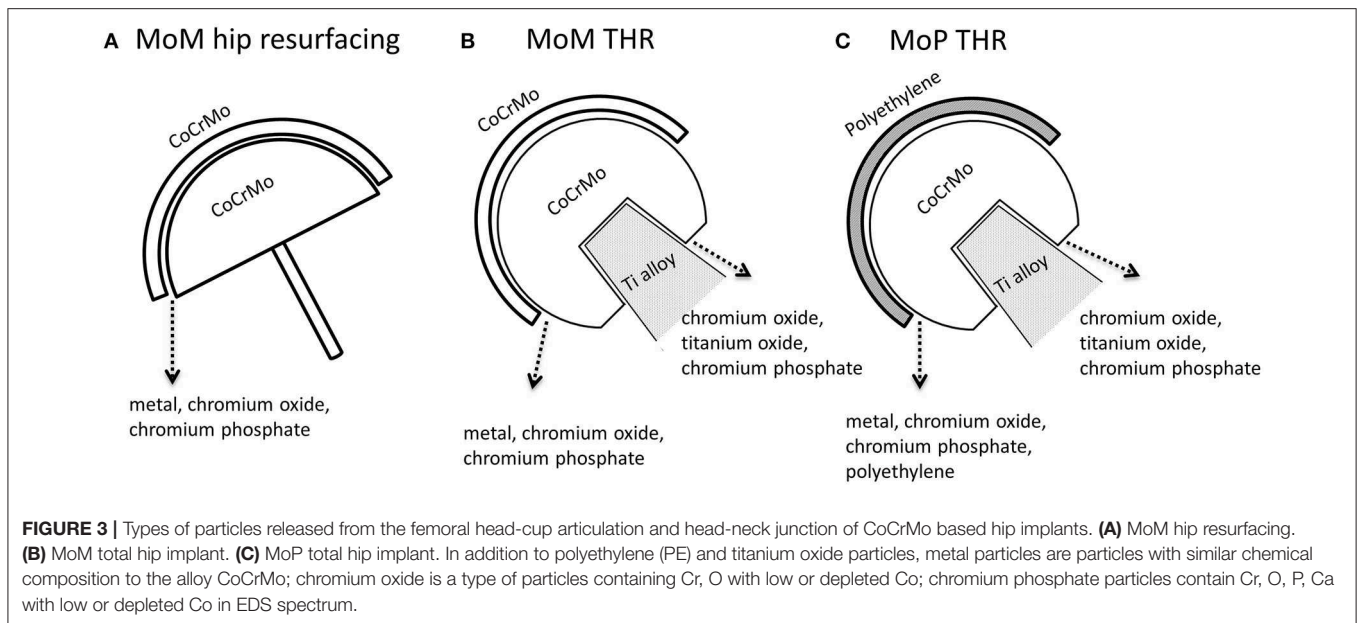 A MoM hip resurfacing
CoCrMo
CoCrMo
metal, chromium oxide,
chromium phosphate
B MoM THR
CoCrMo
CoCrMo
Ti alloy
chromium oxide,
titanium oxide,
chromium phosphate
metal, chromium oxide,
chromium phosphate
C MoP THR
Polyethylene
CoCrMo
Ti alloy
chromium oxide,
titanium oxide,
chromium phosphate
metal, chromium oxide,
chromium phosphate,
polyethylene
FIGURE 3 | Types of particles released from the femoral head-cup articulation and head-neck junction of CoCrMo based hip implants. (A) MoM hip resurfacing.
(B) MoM total hip implant. (C) MoP total hip implant. In addition to polyethylene (PE) and titanium oxide particles, metal particles are particles with similar chemical
composition to the alloy CoCrMo; chromium oxide is a type of particles containing Cr, O with low or depleted Co; chromium phosphate particles contain Cr, O, P, Ca
with low or depleted Co in EDS spectrum.